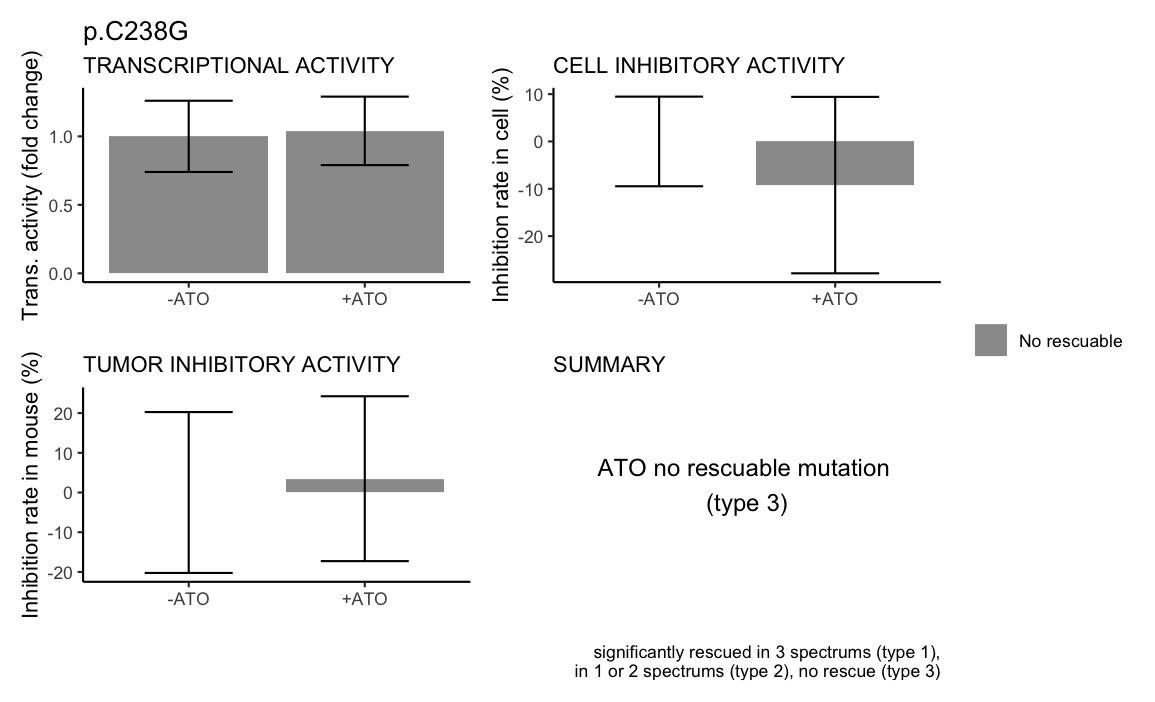 p.C238G
TRANSCRIPTIONAL ACTIVITY
Trans. activity (fold change)
1.0
0.5
0.0
-ATO
+ATO
CELL INHIBITORY ACTIVITY
Inhibition rate in cell (%)
10
0
-10
-20
-ATO
+ATO
No rescuable
TUMOR INHIBITORY ACTIVITY
Inhibition rate in mouse (%)
20
10
0
-10
-20
-ATO
+ATO
SUMMARY
ATO no rescuable mutation
(type 3)
significantly rescued in 3 spectrums (type 1),
in 1 or 2 spectrums (type 2), no rescue (type 3)